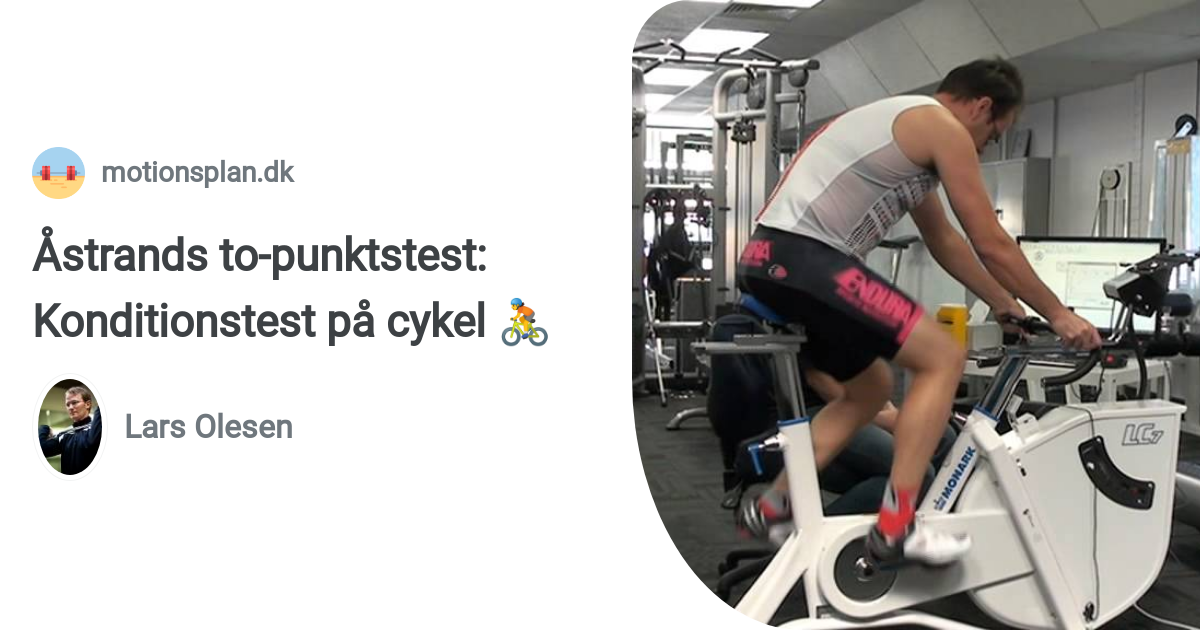 motionsplan.dk
Åstrands to-punktstest:
Konditionstest på cykel 🚴
Lars Olesen
ENDURA
LC7
MONARK